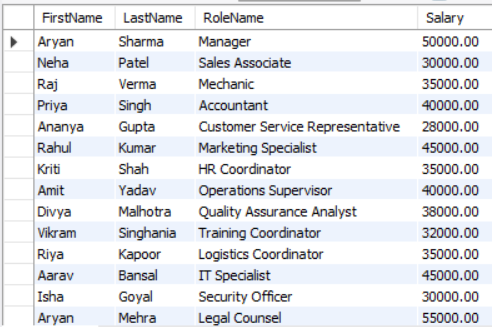 FirstName LastName RoleName Salary
Aryan Sharma Manager 50000.00
Neha Patel Sales Associate 30000.00
Raj Verma Mechanic 35000.00
Priya Singh Accountant 40000.00
Ananya Gupta Customer Service Representative 28000.00
Rahul Kumar Marketing Specialist 45000.00
Kriti Shah HR Coordinator 35000.00
Amit Yadav Operations Supervisor 40000.00
Divya Malhotra Quality Assurance Analyst 38000.00
Vikram Singhania Training Coordinator 32000.00
Riya Kapoor Logistics Coordinator 35000.00
Aarav Bansal IT Specialist 45000.00
Isha Goyal Security Officer 30000.00
Aryan Mehra Legal Counsel 55000.00